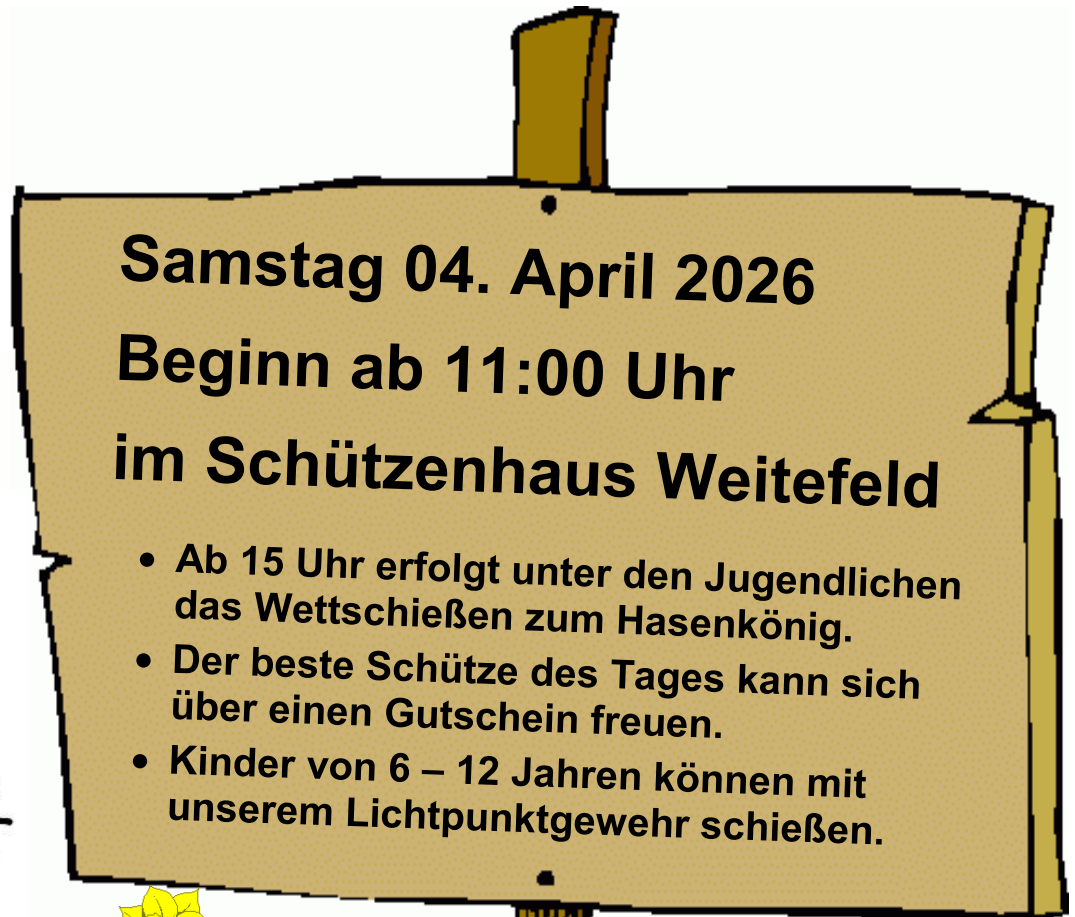 Samstag 04. April 2026
Beginn ab 11:00 Uhr
im Schützenhaus Weitefeld
• Ab 15 Uhr erfolgt unter den Jugendlichen
das Wettschießen zum Hasenkönig.
• Der beste Schütze des Tages kann sich
über einen Gutschein freuen.
• Kinder von 6 – 12 Jahren können mit
unserem Lichtpunktgewehr schießen.